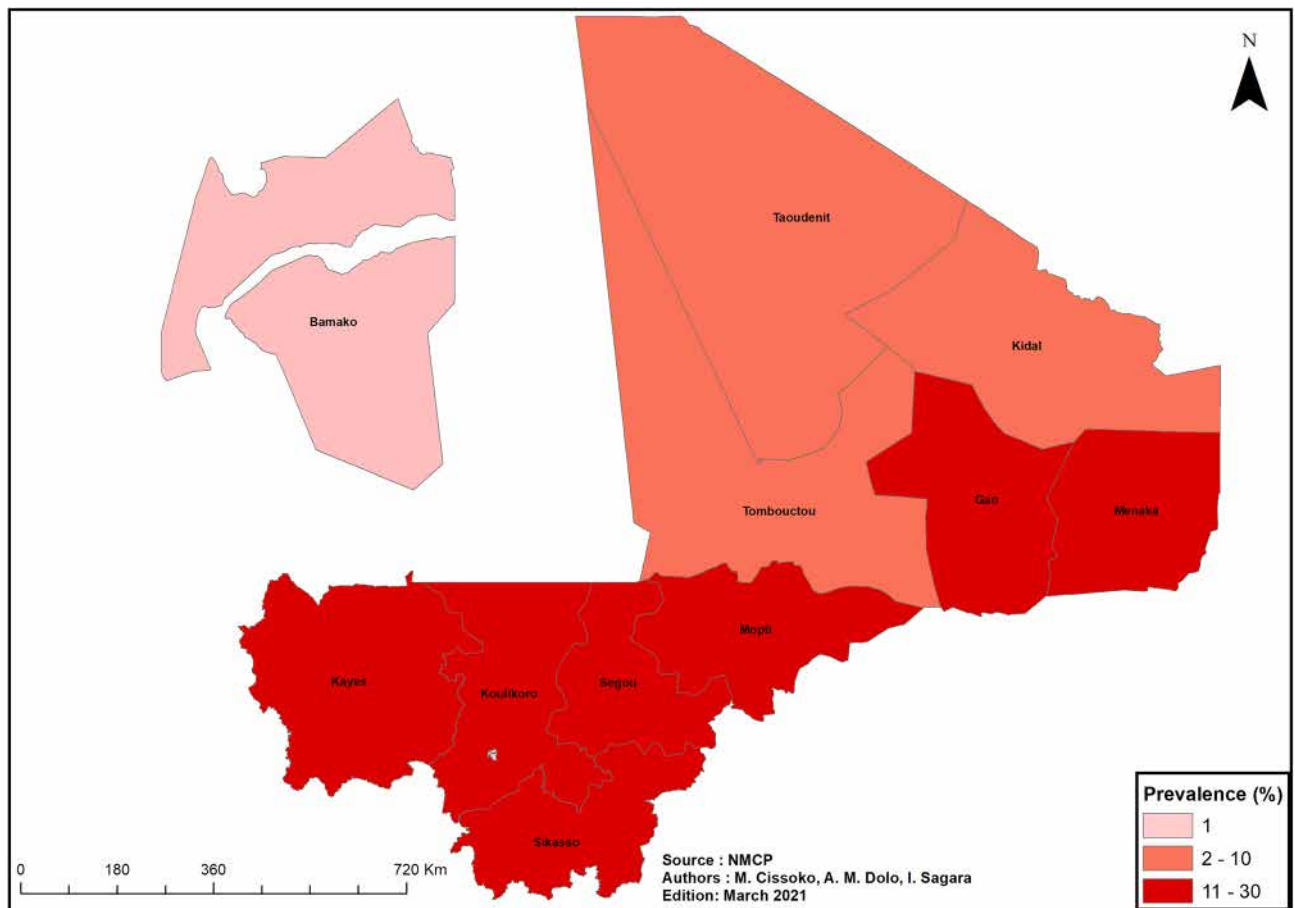 N
Taoudenit
Bamako
Kidal
Gao
Menaka
Tombouctou
Mopti
Kayes
Koulikoro
Segou
Sikasso
0 180 360 720 Km
Source : NMCP
Authors : M. Cissoko, A. M. Dolo, I. Sagara
Edition: March 2021
Prevalence (%)
1
2 - 10
11 - 30